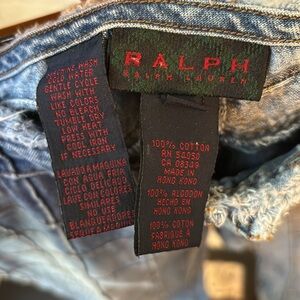 RALPH
RALPH LAUREN
MACHINE WASH
COLD WATER
GENTLE CYCLE
WASH WITH
LIKE COLORS
NO BLEACH
TUMBLE DRY
LOW HEAT
PRESS WITH
COOL IRON
IF NECESSARY
LAVAR A MAQUINA
CON AGUA FRIA
CICLO DELICADO
LAVE CON COLORES
SIMILARES
NO USE
BLANQUEADORES
100% COTTON
RN 54050
CA 08349
MADE IN
HONG KONG
100% ALGODON
HECHO EN
HONG KONG
100% COTON
FABRIQUE A
HONG KONG